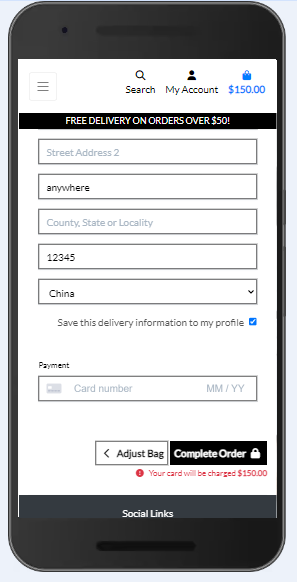 Search My Account $150.00
FREE DELIVERY ON ORDERS OVER $50!
Street Address 2
anywhere
County, State or Locality
12345
China
Save this delivery information to my profile
Payment
Card number MM / YY
Adjust Bag Complete Order
Your card will be charged $150.00
Social Links